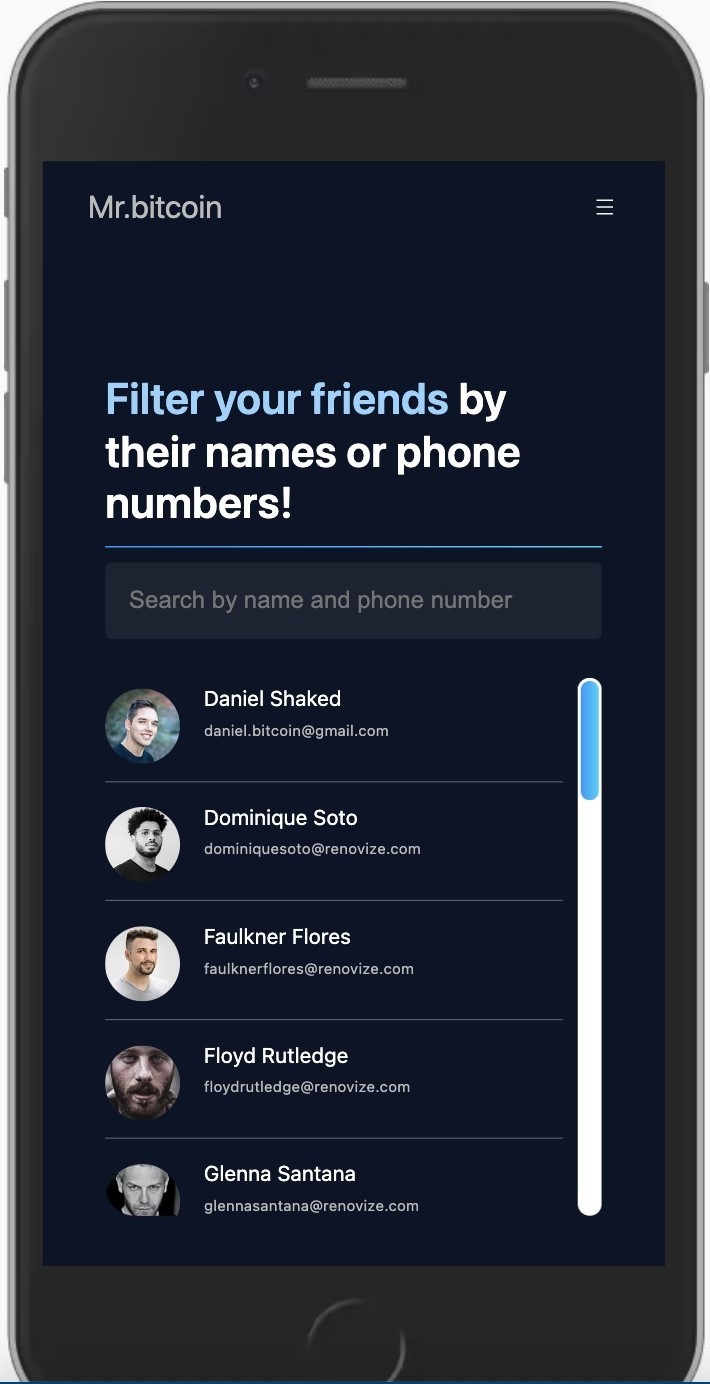 Mr.bitcoin
Filter your friends by
their names or phone
numbers!
Search by name and phone number
Daniel Shaked
daniel.bitcoin@gmail.com
Dominique Soto
dominiquesoto@renovize.com
Faulkner Flores
faulknerflores@renovize.com
Floyd Rutledge
floydrutledge@renovize.com
Glenna Santana
glennasantana@renovize.com